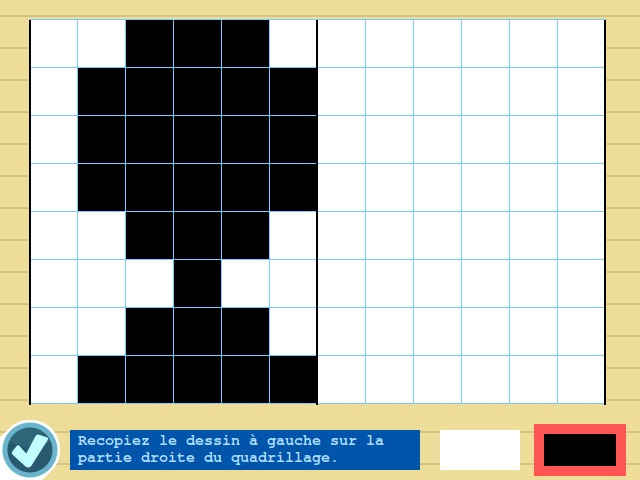 Recopiez le dessin à gauche sur la
partie droite du quadrillage.